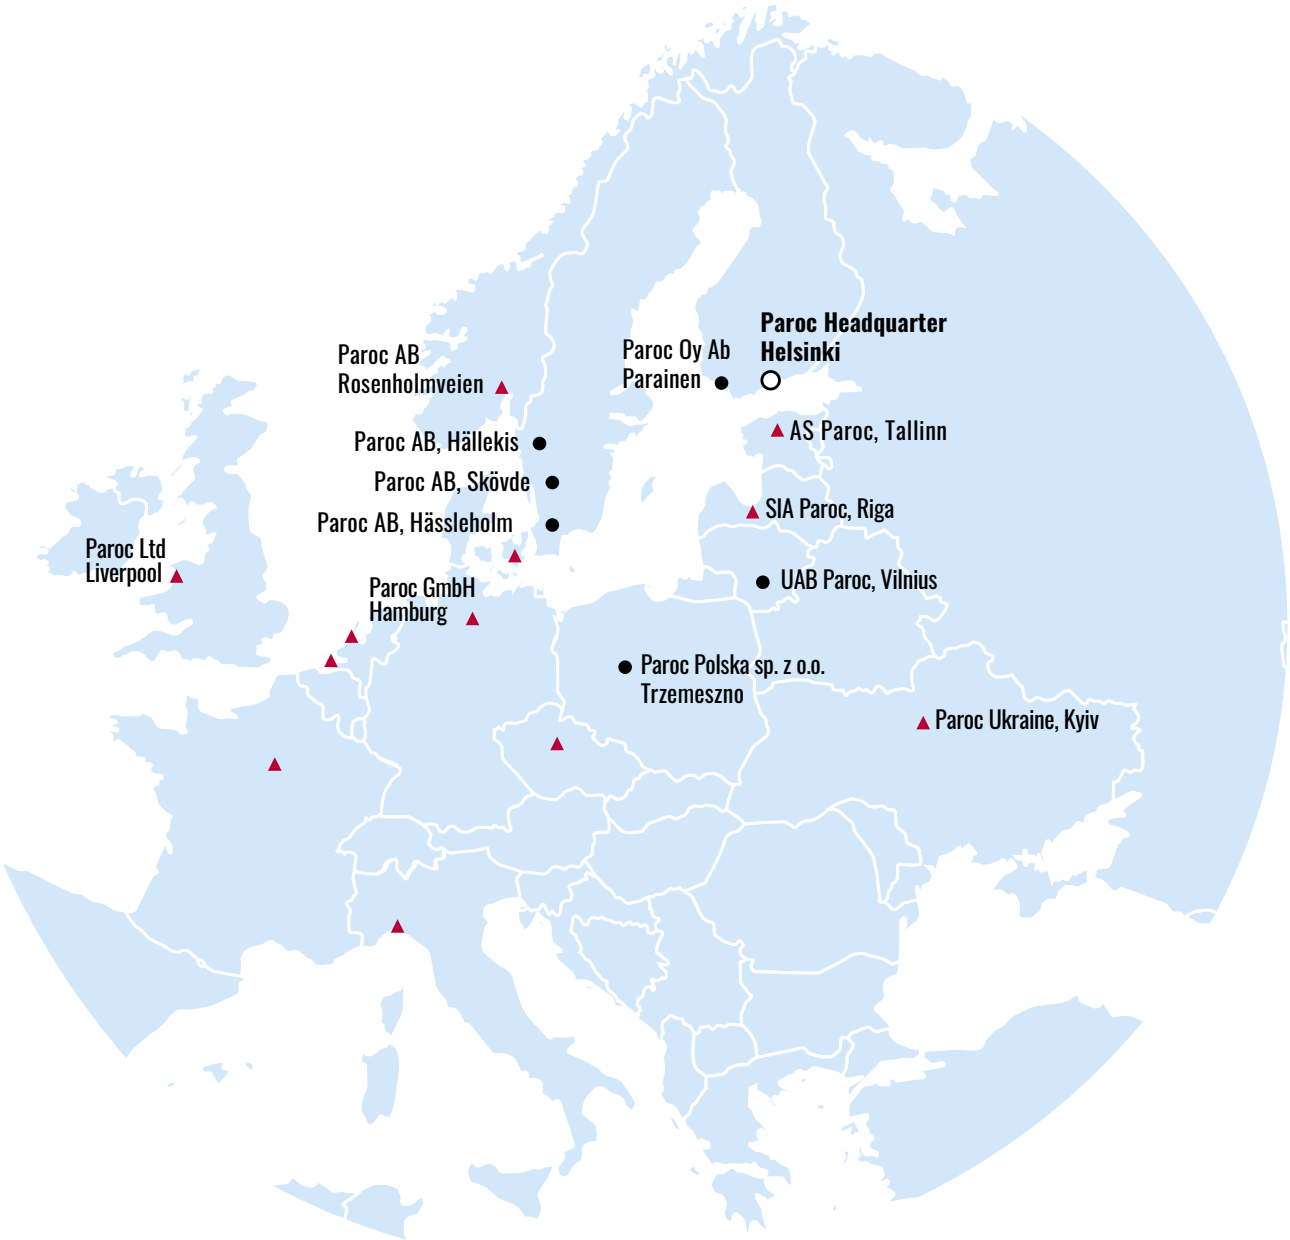 Paroc Headquarter
Helsinki
Paroc Oy Ab
Parainen
Paroc AB
Rosenholmveien
AS Paroc, Tallinn
Paroc AB, Hällekis
Paroc AB, Skövde
SIA Paroc, Riga
Paroc AB, Hässleholm
Paroc Ltd
Liverpool
UAB Paroc, Vilnius
Paroc GmbH
Hamburg
Paroc Polska sp. z o.o.
Trzemeszno
Paroc Ukraine, Kyiv